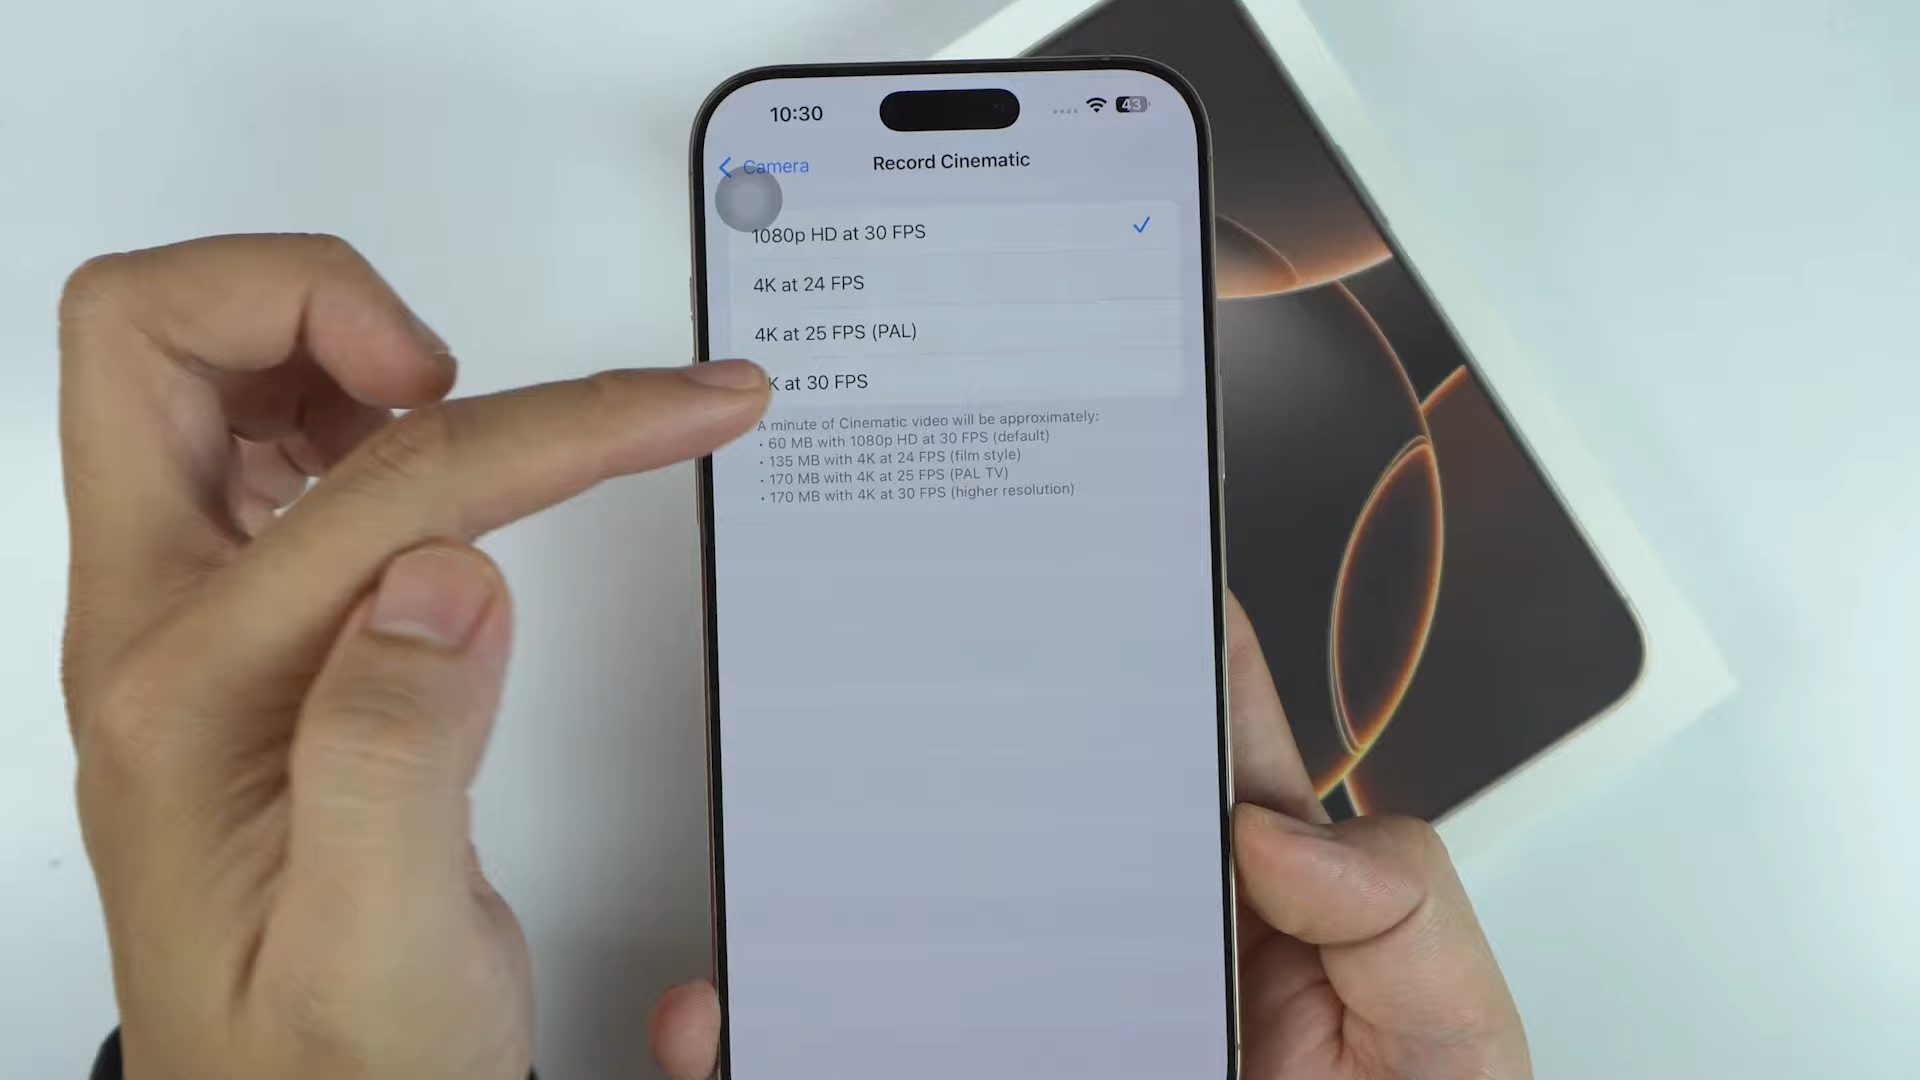 10:30
43
Camera
Record Cinematic
1080p HD at 30 FPS
4K at 24 FPS
4K at 25 FPS (PAL)
K at 30 FPS
A minute of Cinematic video will be approximately:
• 60 MB with 1080p HD at 30 FPS (default)
• 135 MB with 4K at 24 FPS (film style)
• 170 MB with 4K at 25 FPS (PAL TV)
• 170 MB with 4K at 30 FPS (higher resolution)